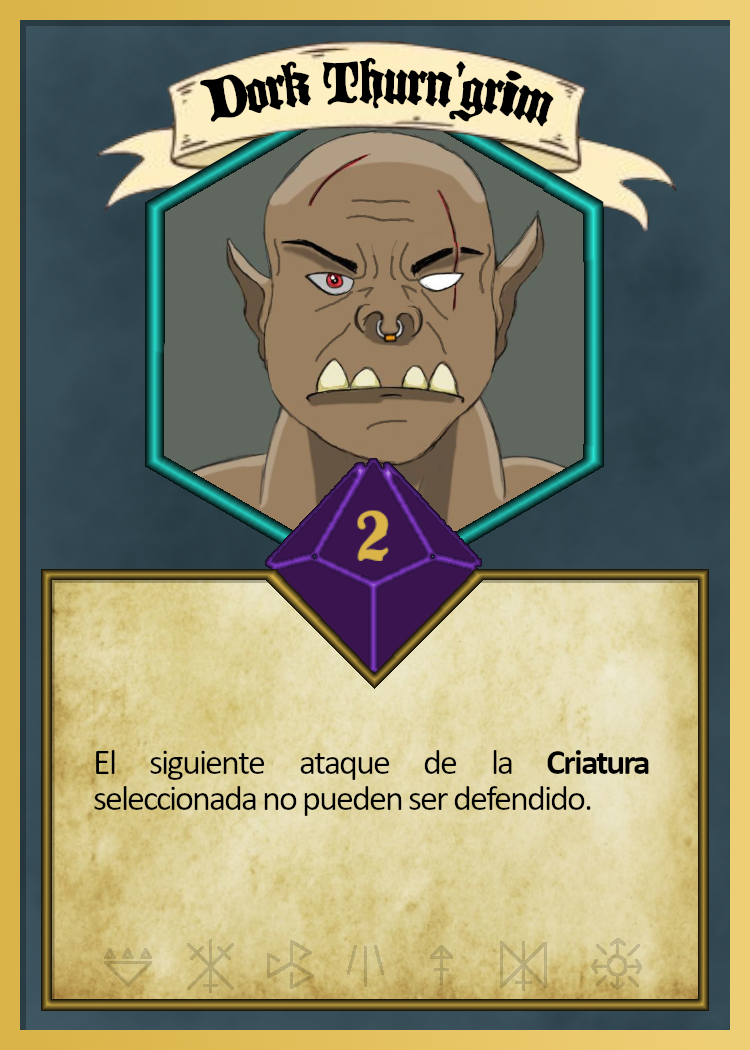 Dork Thurn'grim
2
El siguiente ataque de la Criatura
seleccionada no pueden ser defendido.